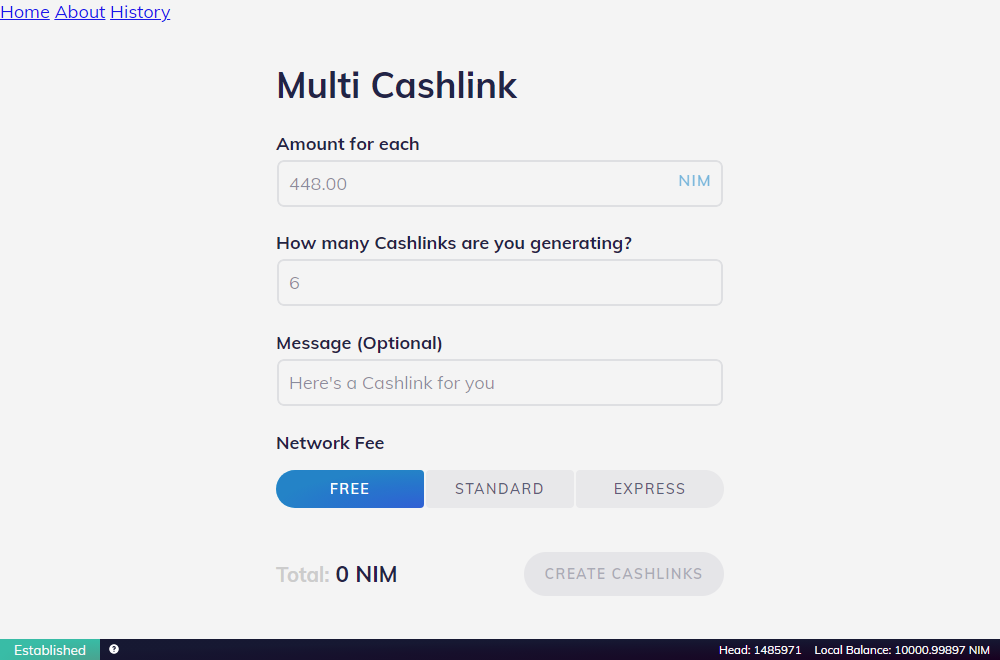 Home About History
Multi Cashlink
Amount for each
448.00 NIM
How many Cashlinks are you generating?
6
Message (Optional)
Here's a Cashlink for you
Network Fee
FREE STANDARD EXPRESS
Total: 0 NIM CREATE CASHLINKS
Established ? Head: 1485971 Local Balance: 10000.99897 NIM